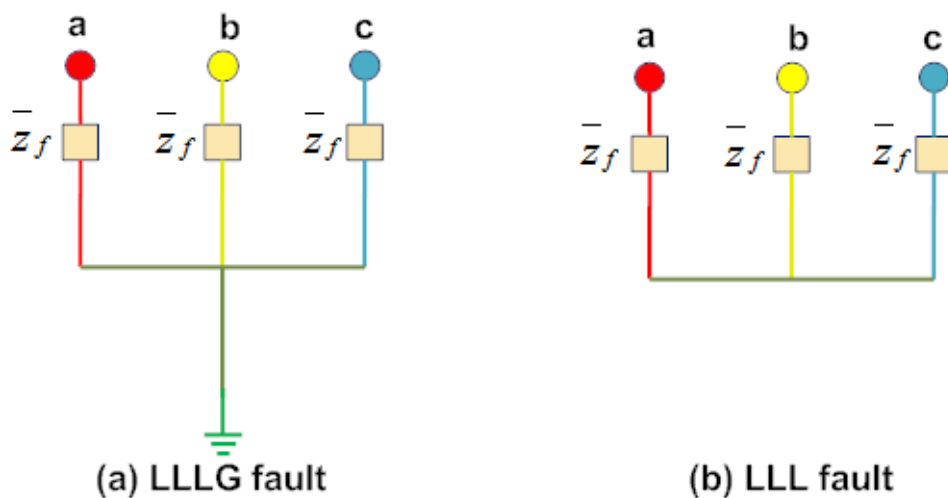 a b c
z̄f z̄f z̄f
(a) LLLG fault
a b c
z̄f z̄f z̄f
(b) LLL fault